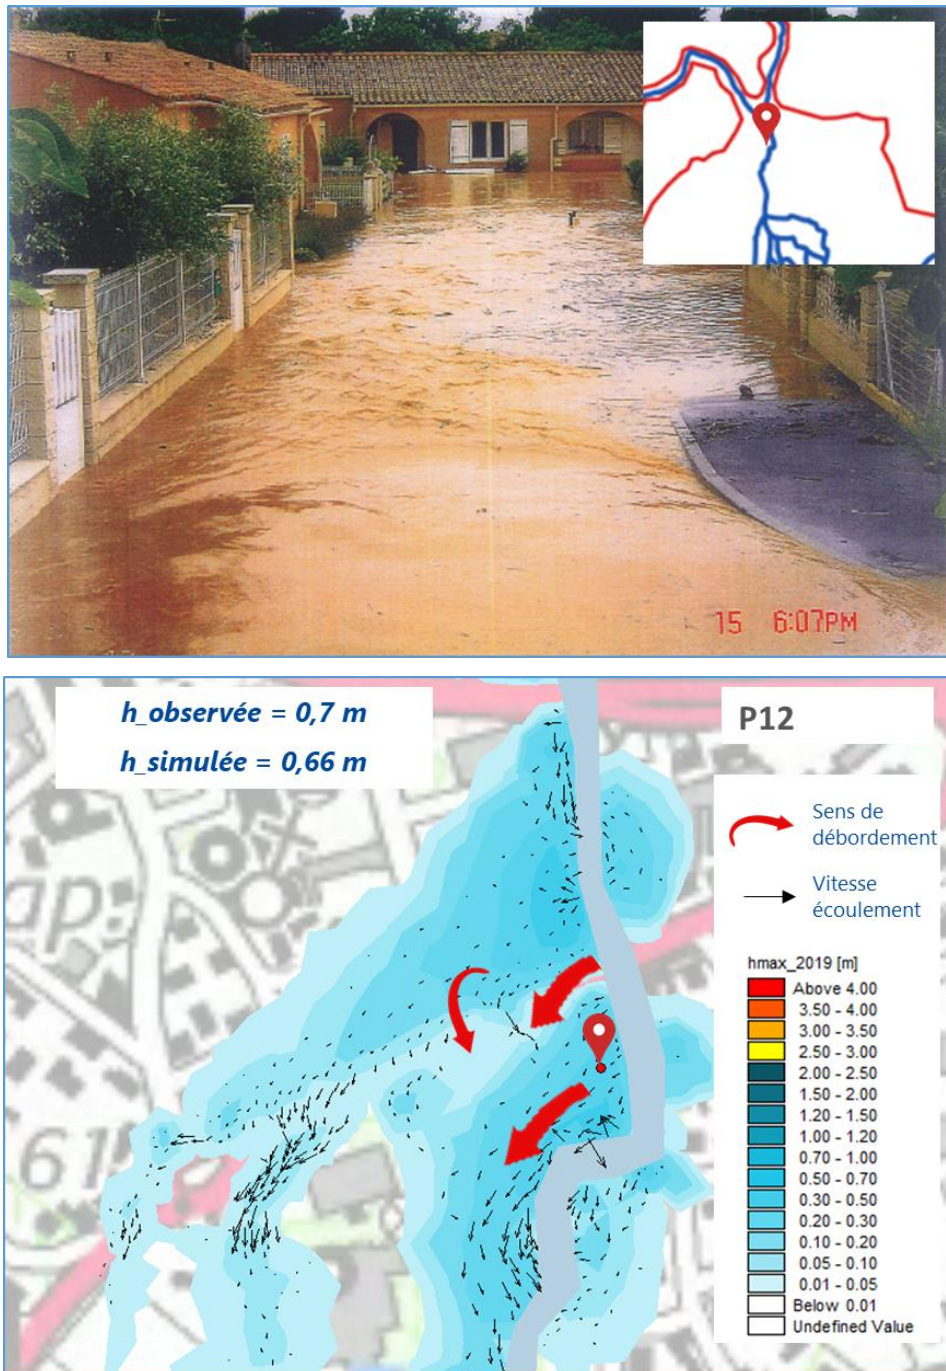 15 6:07PM
h_observée = 0,7 m
h_simulée = 0,66 m
P12
Sens de
débordement
Vitesse
écoulement
ap.
61
hmax_2019 [m]
Above 4.00
3.50 - 4.00
3.00 - 3.50
2.50 - 3.00
2.00 - 2.50
1.50 - 2.00
1.20 - 1.50
1.00 - 1.20
0.70 - 1.00
0.50 - 0.70
0.30 - 0.50
0.20 - 0.30
0.10 - 0.20
0.05 - 0.10
0.01 - 0.05
Below 0.01
Undefined Value